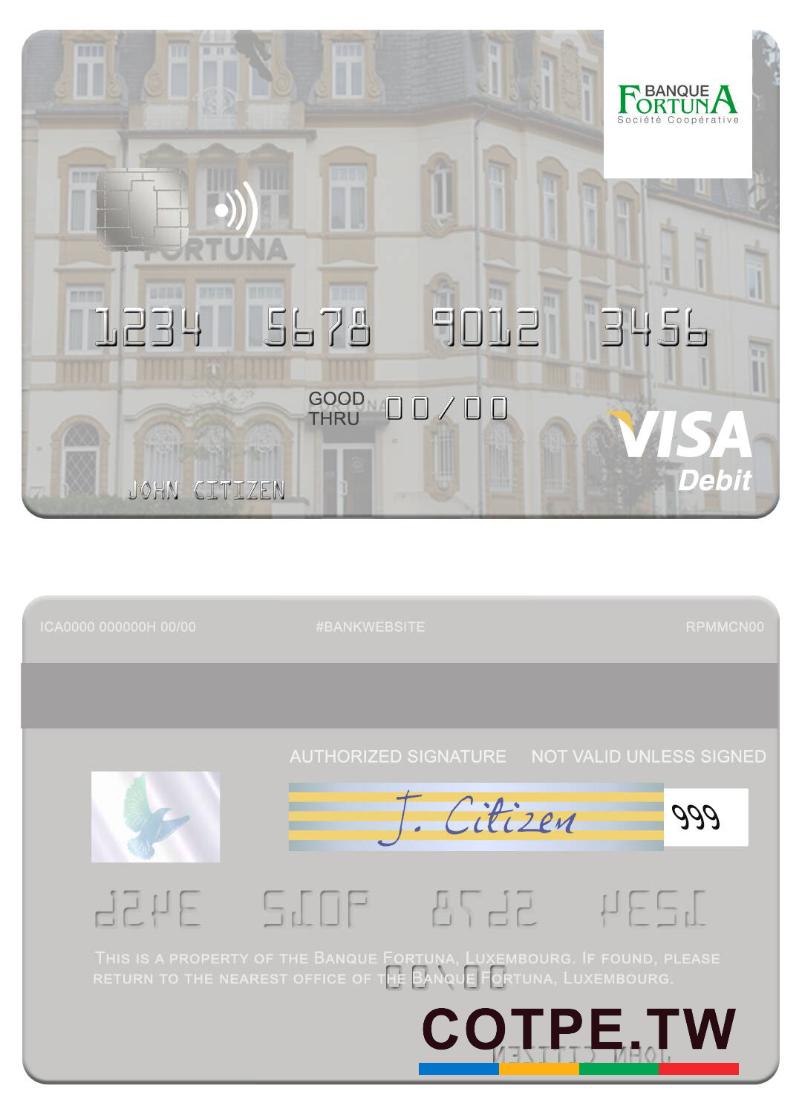 BANQUE
FORTUNA
Société Coopérative
FORTUNA
1234 5678 9012 3456
GOOD THRU 00/00
VISA
Debit
JOHN CITIZEN
ICA0000 000000H 00/00 #BANKWEBSITE RPMMCN00
AUTHORIZED SIGNATURE NOT VALID UNLESS SIGNED
J. Citizen 999
THIS IS A PROPERTY OF THE BANQUE FORTUNA, LUXEMBOURG. IF FOUND, PLEASE
RETURN TO THE NEAREST OFFICE OF THE BANQUE FORTUNA, LUXEMBOURG.
COTPE.TW